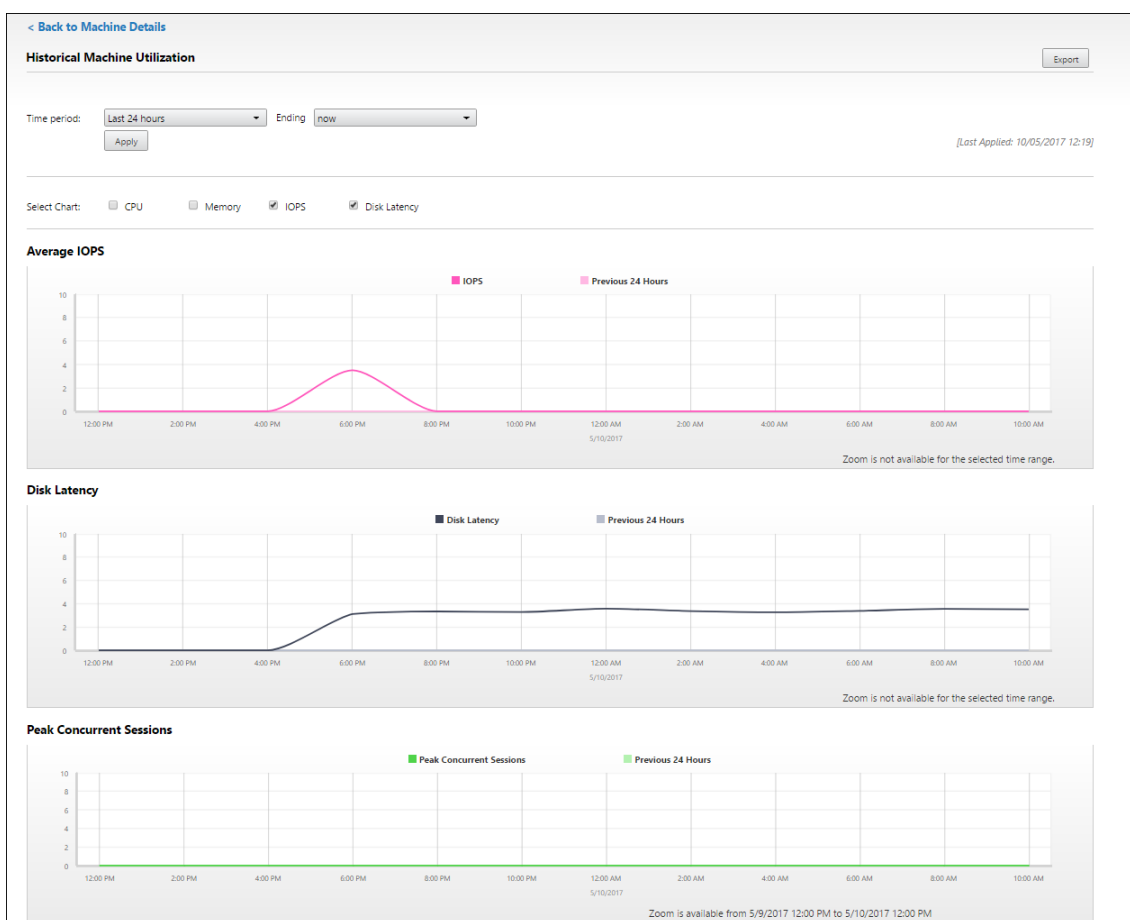 < Back to Machine Details
Historical Machine Utilization
Export
Time period: Last 24 hours Ending now
Apply
[Last Applied: 10/05/2017 12:19]
Select Chart: CPU Memory IOPS Disk Latency
Average IOPS
IOPS Previous 24 Hours
10
8
6
4
2
0
12:00 PM 2:00 PM 4:00 PM 6:00 PM 8:00 PM 10:00 PM 12:00 AM 2:00 AM 4:00 AM 6:00 AM 8:00 AM 10:00 AM
5/10/2017
Zoom is not available for the selected time range.
Disk Latency
Disk Latency Previous 24 Hours
10
8
6
4
2
0
12:00 PM 2:00 PM 4:00 PM 6:00 PM 8:00 PM 10:00 PM 12:00 AM 2:00 AM 4:00 AM 6:00 AM 8:00 AM 10:00 AM
5/10/2017
Zoom is not available for the selected time range.
Peak Concurrent Sessions
Peak Concurrent Sessions Previous 24 Hours
10
8
6
4
2
0
12:00 PM 2:00 PM 4:00 PM 6:00 PM 8:00 PM 10:00 PM 12:00 AM 2:00 AM 4:00 AM 6:00 AM 8:00 AM 10:00 AM
5/10/2017
Zoom is available from 5/9/2017 12:00 PM to 5/10/2017 12:00 PM